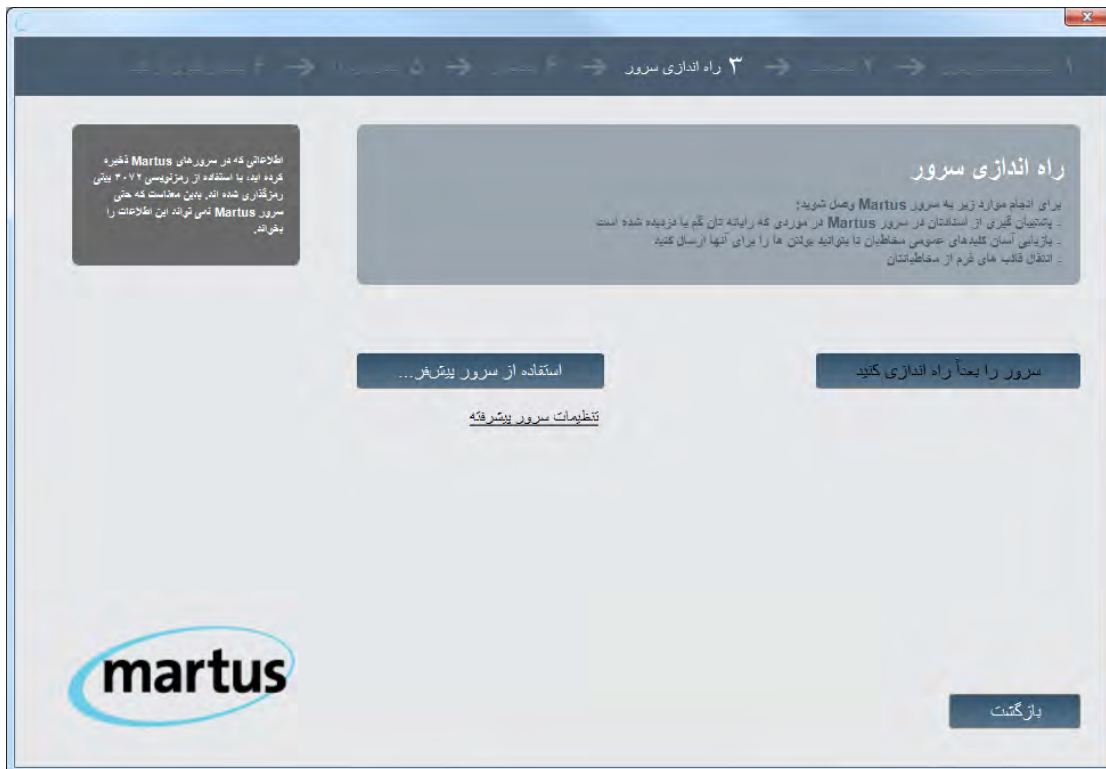 ۳ راه اندازی سرور
راه اندازی سرور
برای انجام موارد زیر به سرور Martus وصل شوید:
- پشتیبان گیری از اسنادتان در سرور Martus در موردی که رایانه تان گم یا دزدیده شده است
- بازیابی آسان کلیدهای عمومی مخاطبان تا بتوانید بولتن ها را برای آنها ارسال کنید
- انتقال قالب های فرم از مخاطبانتان
اطلاعاتی که در سرورهای Martus ذخیره
کرده اید، با استفاده از رمزنویسی ۳۰۷۲ بیتی
رمزگذاری شده اند. بدین معناست که حتی
سرور Martus نمی تواند این اطلاعات را
بخواند.
سرور را بعداً راه اندازی کنید
استفاده از سرور پیش‌فر...
تنظیمات سرور پیشرفته
martus
بازگشت